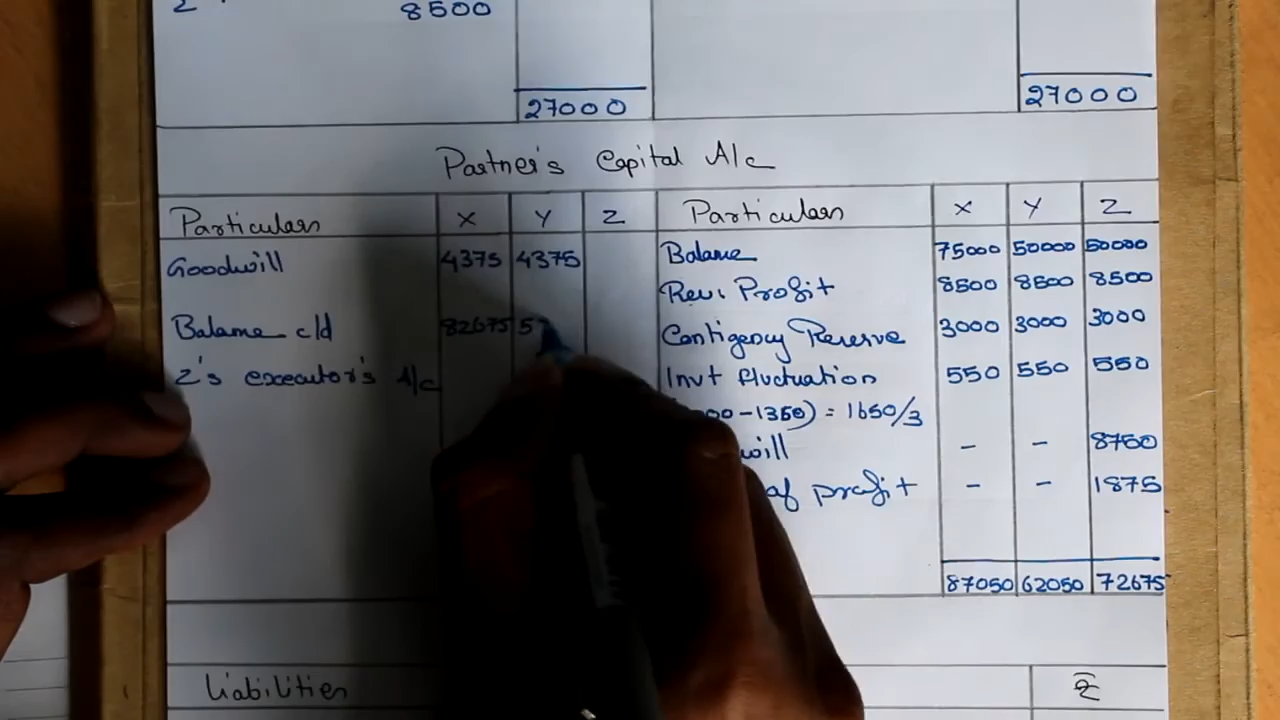 8500
27000 27000
Partner's Capital A/c
Particulars X Y Z Particulars X Y Z
Goodwill 4375 4375 Balance 75000 50000 50000
Rev. Profit 8500 8500 8500
Balance c/d 82675 5 Contigency Reserve 3000 3000 3000
Z's executor's A/c Invt fluctuation 550 550 550
-1350) = 1650/3
will - - 8750
of profit - - 1875
87050 62050 72675
Liabilities ₹